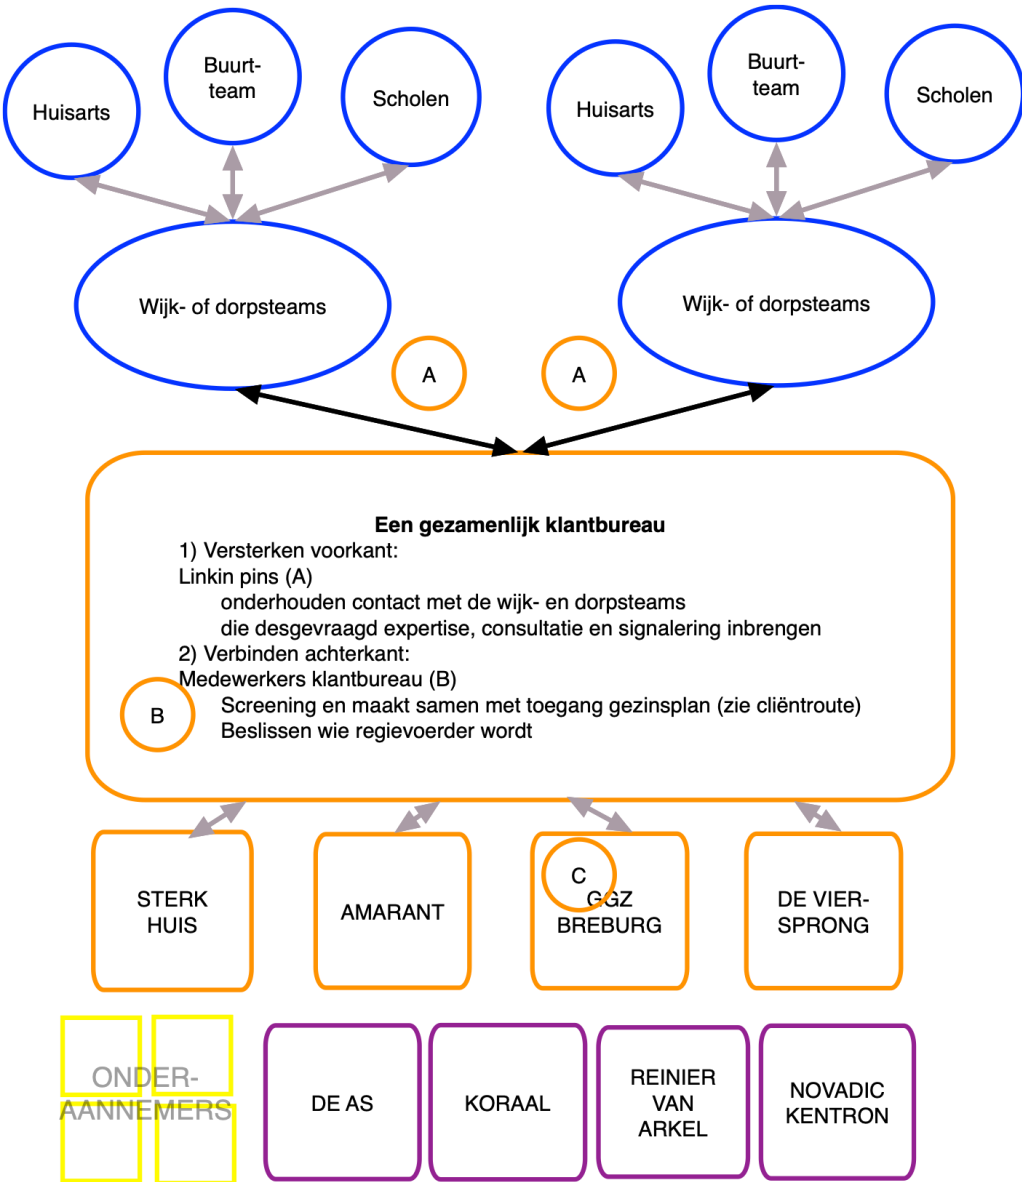 Huisarts
Buurt-
team
Scholen
Huisarts
Buurt-
team
Scholen
Wijk- of dorpsteams
Wijk- of dorpsteams
A
A
Een gezamenlijk klantbureau
1) Versterken voorkant:
Linkin pins (A)
onderhouden contact met de wijk- en dorpsteams
die desgevraagd expertise, consultatie en signalering inbrengen
2) Verbinden achterkant:
Medewerkers klantbureau (B)
B
Screening en maakt samen met toegang gezinsplan (zie cliëntroute)
Beslissen wie regievoerder wordt
STERK
HUIS
AMARANT
C
GGZ
BREBURG
DE VIER-
SPRONG
ONDER-
AANNEMERS
DE AS
KORAAL
REINIER
VAN
ARKEL
NOVADIC
KENTRON